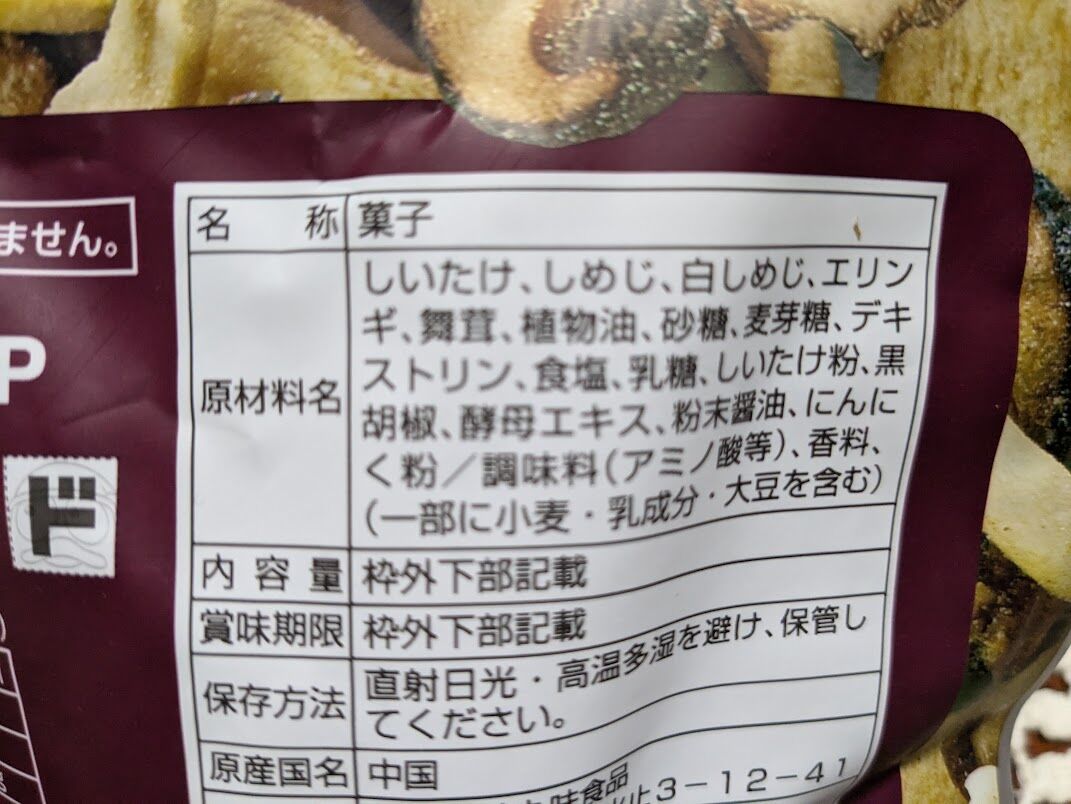 ません。
P
ド
名 称 菓子
原材料名
しいたけ、しめじ、白しめじ、エリン
ギ、舞茸、植物油、砂糖、麦芽糖、デキ
ストリン、食塩、乳糖、しいたけ粉、黒
胡椒、酵母エキス、粉末醤油、にんに
く粉／調味料(アミノ酸等)、香料、
(一部に小麦・乳成分・大豆を含む)
内容量 枠外下部記載
賞味期限 枠外下部記載
保存方法
直射日光・高温多湿を避け、保管し
てください。
原産国名 中国
味食品
3－12－41